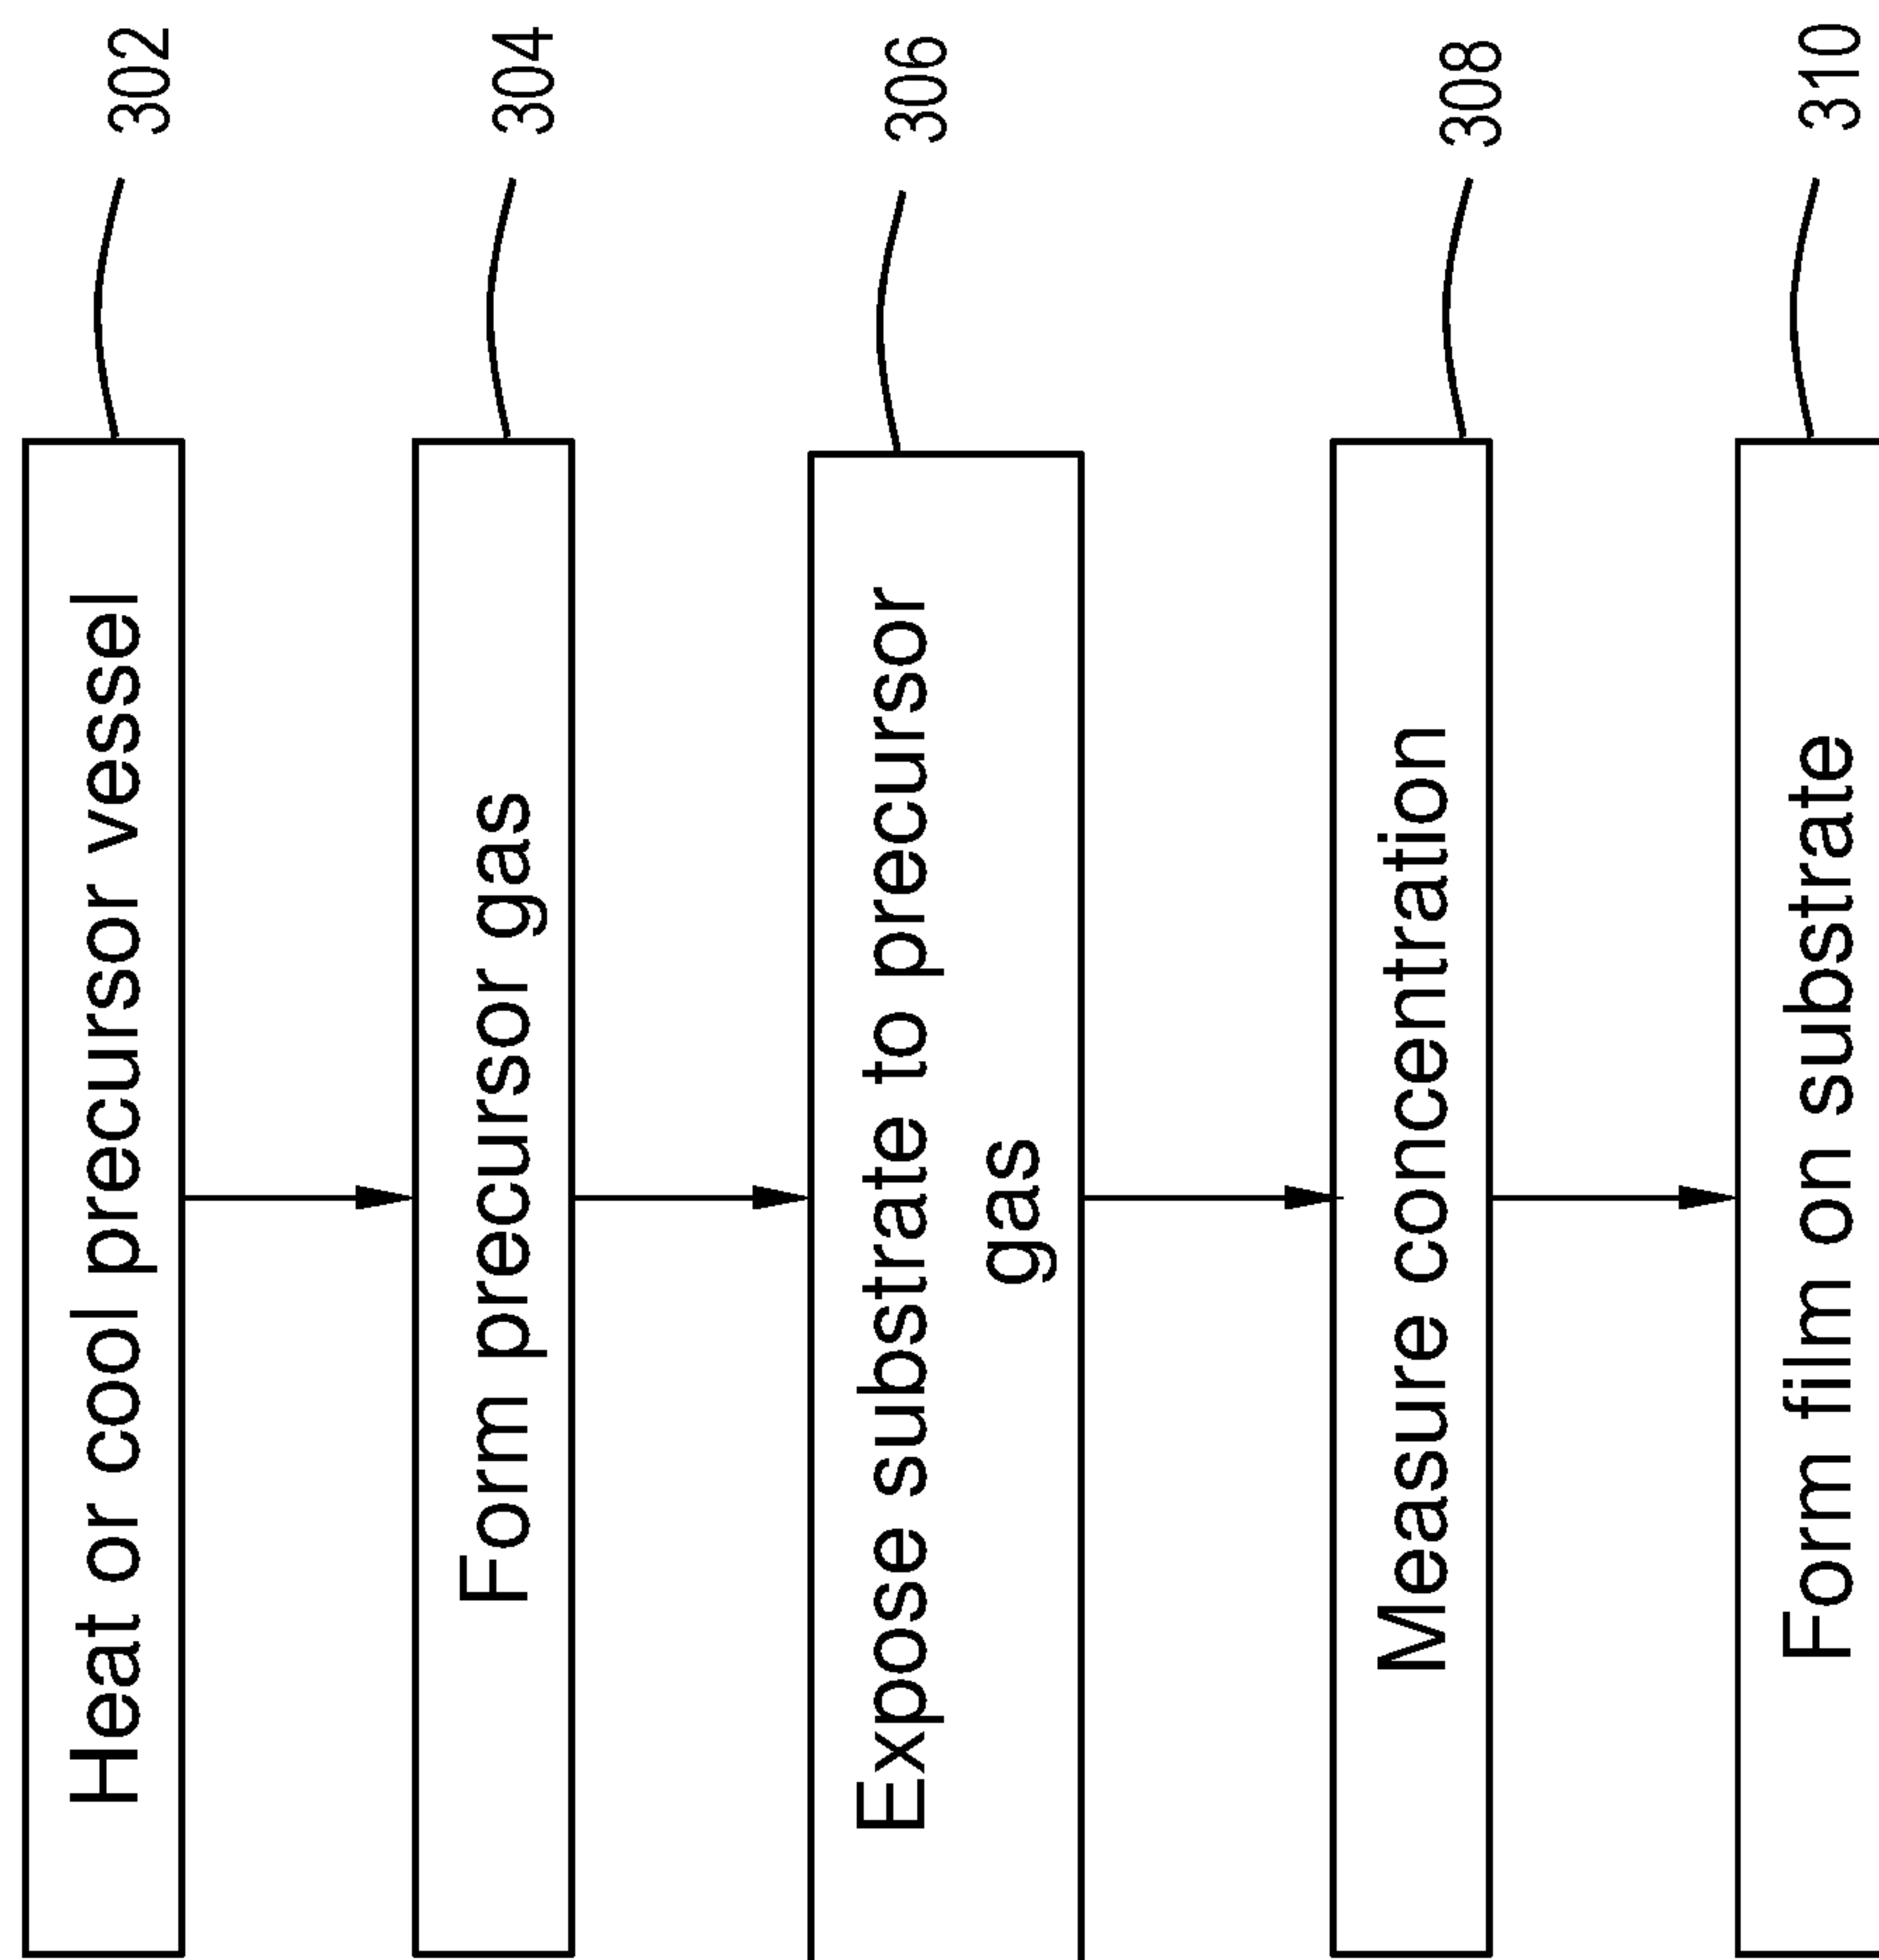 Heat or cool precursor vessel
302
Form precursor gas
304
Expose substrate to precursor
gas
306
Measure concentration
308
Form film on substrate
310